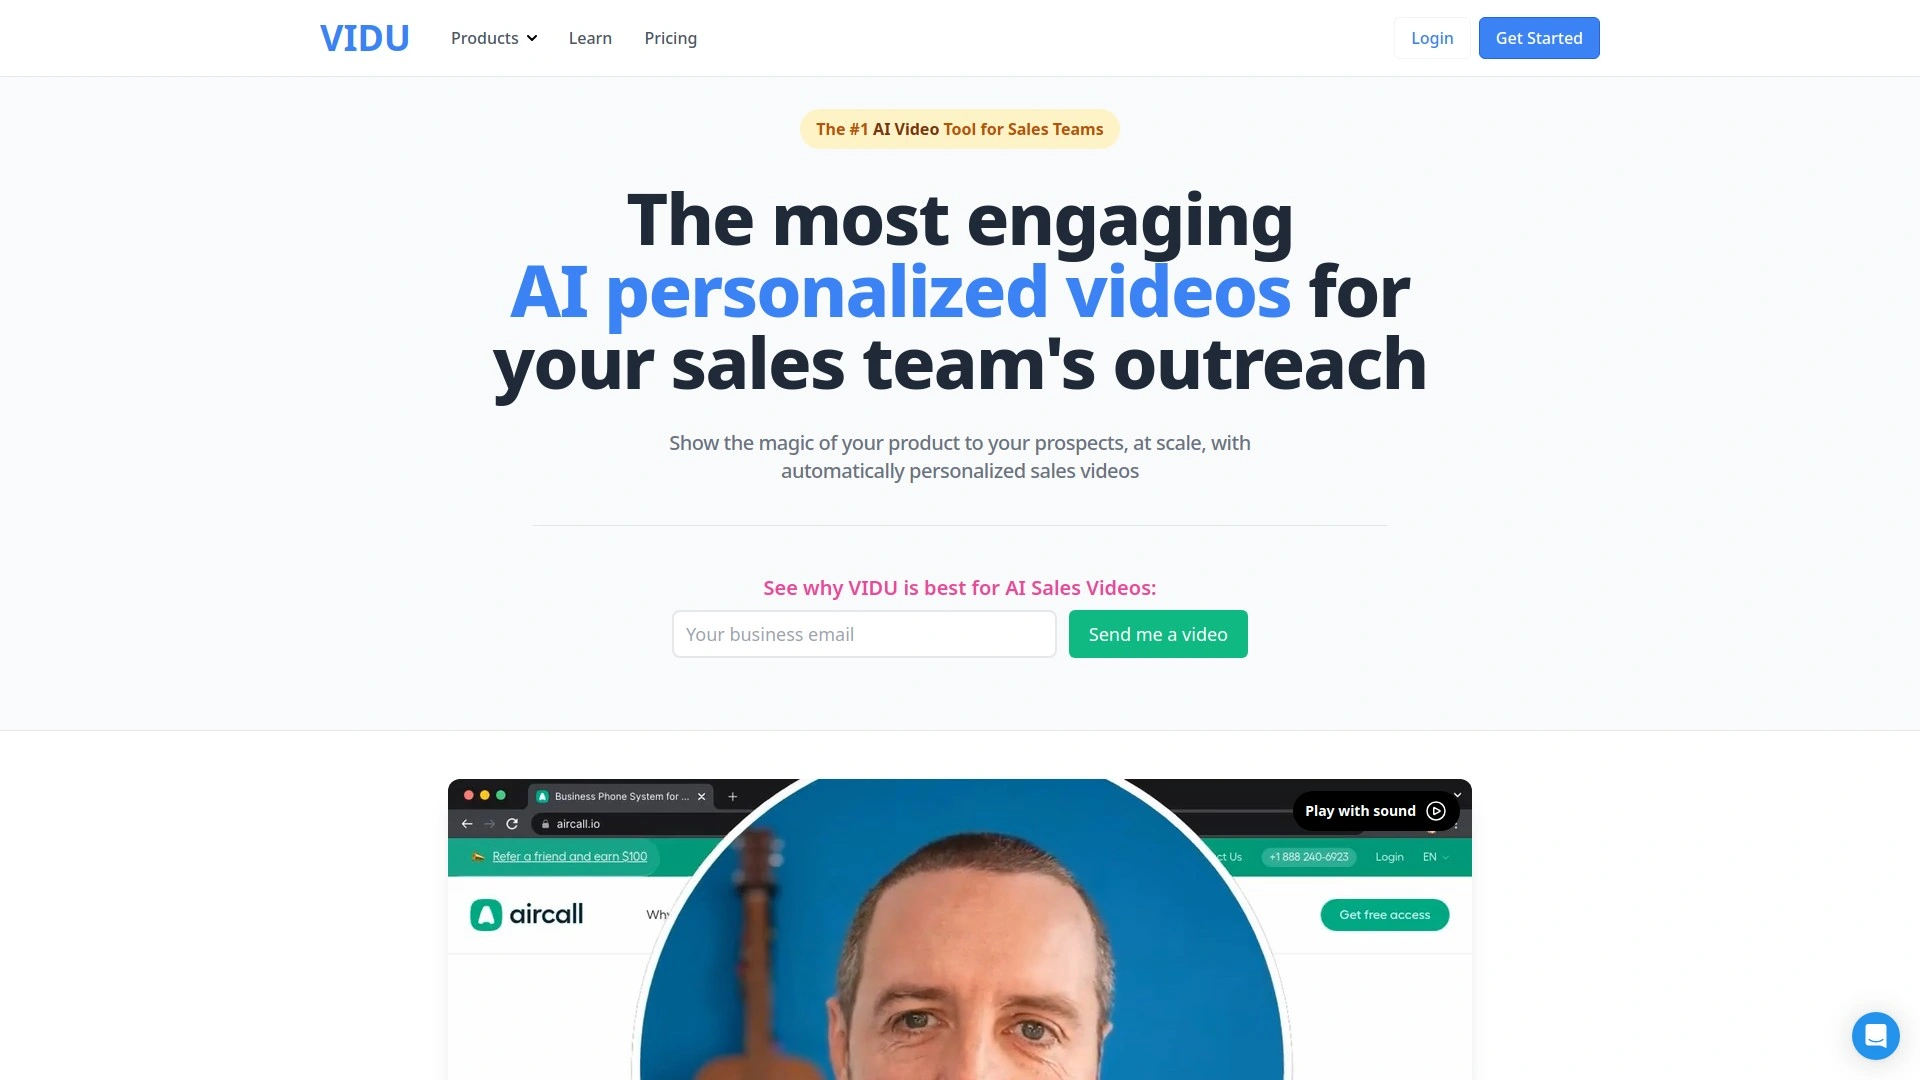 VIDU
Products
Learn
Pricing
Login
Get Started
The #1 AI Video Tool for Sales Teams
The most engaging
AI personalized videos for
your sales team's outreach
Show the magic of your product to your prospects, at scale, with
automatically personalized sales videos
See why VIDU is best for AI Sales Videos:
Your business email
Send me a video
Business Phone System for ...
Play with sound
aircall.io
Refer a friend and earn $100
ct Us
+1 888 240-6923
Login
EN
aircall
Why
Get free access